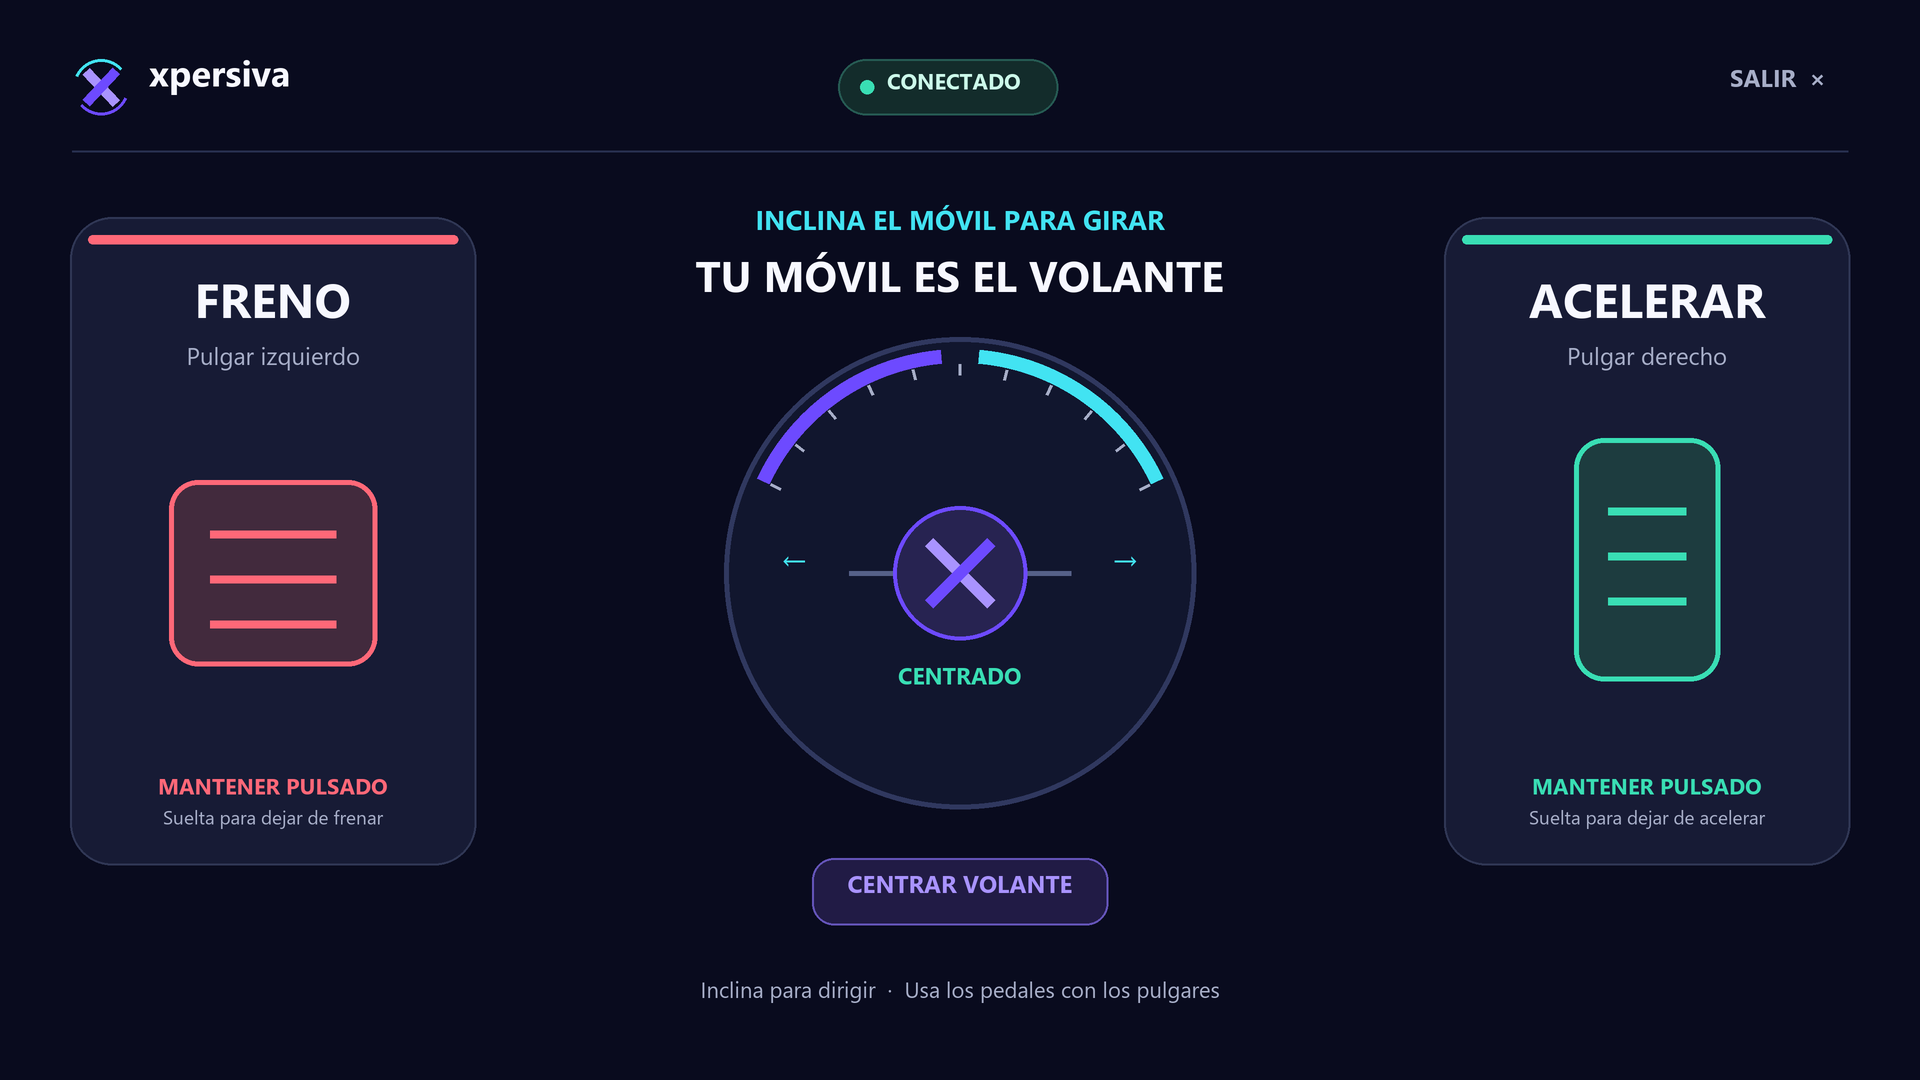 xpersiva
CONECTADO
SALIR ×
INCLINA EL MÓVIL PARA GIRAR
TU MÓVIL ES EL VOLANTE
FRENO
Pulgar izquierdo
MANTENER PULSADO
Suelta para dejar de frenar
← →
CENTRADO
CENTRAR VOLANTE
ACELERAR
Pulgar derecho
MANTENER PULSADO
Suelta para dejar de acelerar
Inclina para dirigir · Usa los pedales con los pulgares